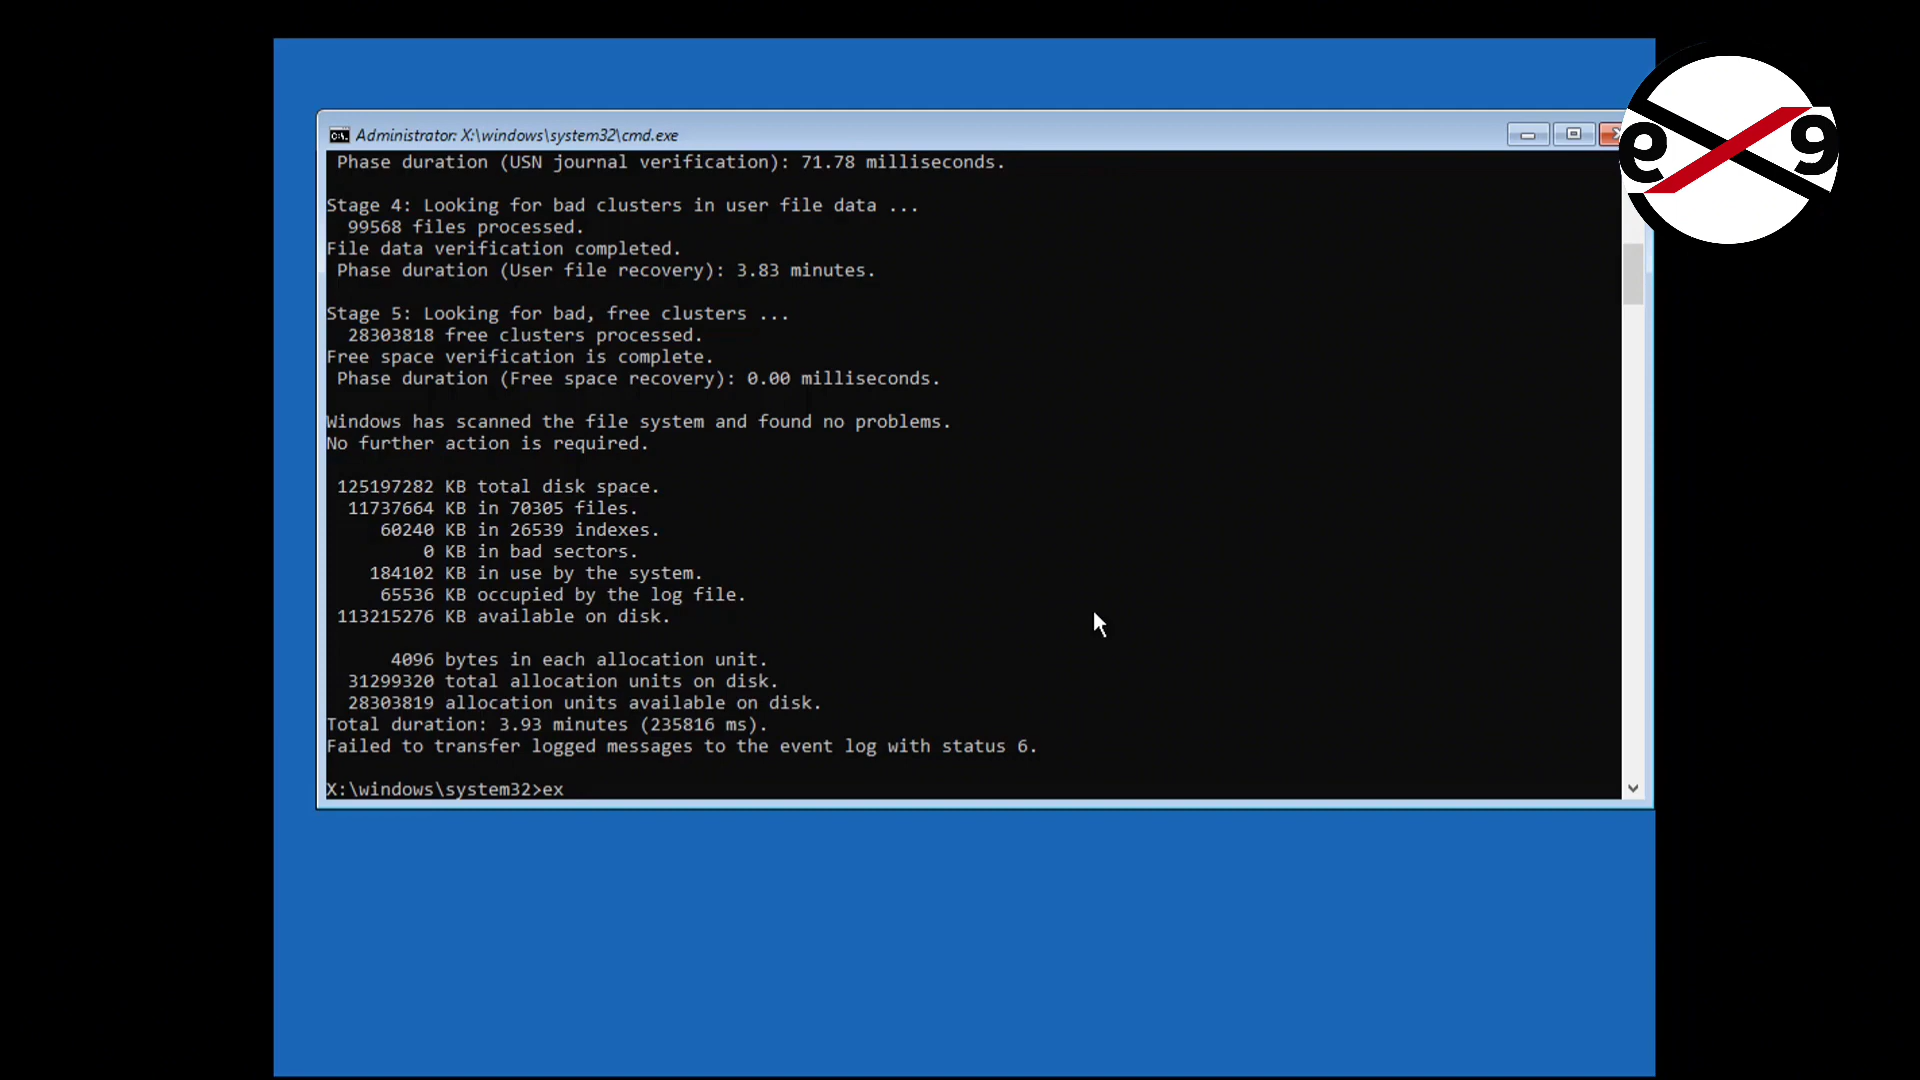 Administrator: X:\windows\system32\cmd.exe
Phase duration (USN journal verification): 71.78 milliseconds.
Stage 4: Looking for bad clusters in user file data ...
99568 files processed.
File data verification completed.
Phase duration (User file recovery): 3.83 minutes.
Stage 5: Looking for bad, free clusters ...
28303818 free clusters processed.
Free space verification is complete.
Phase duration (Free space recovery): 0.00 milliseconds.
Windows has scanned the file system and found no problems.
No further action is required.
125197282 KB total disk space.
11737664 KB in 70305 files.
60240 KB in 26539 indexes.
0 KB in bad sectors.
184102 KB in use by the system.
65536 KB occupied by the log file.
113215276 KB available on disk.
4096 bytes in each allocation unit.
31299320 total allocation units on disk.
28303819 allocation units available on disk.
Total duration: 3.93 minutes (235816 ms).
Failed to transfer logged messages to the event log with status 6.
X:\windows\system32>ex
e 9